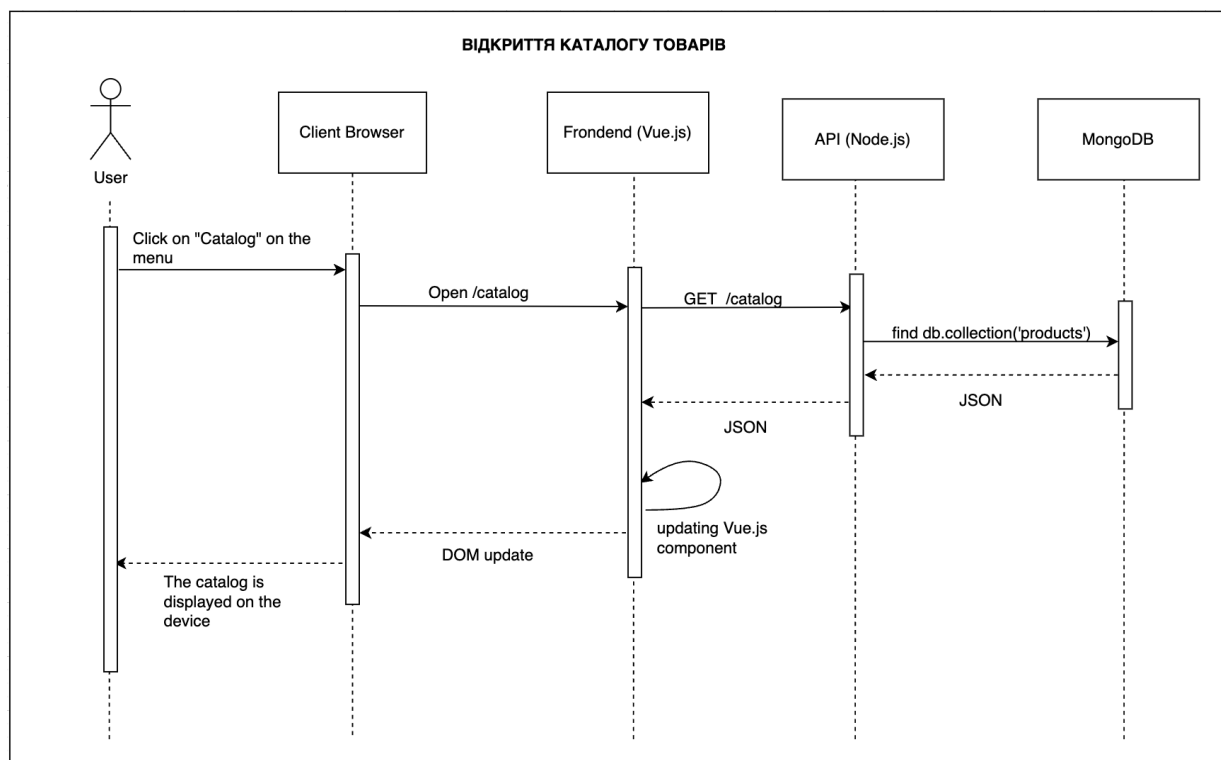 ВІДКРИТТЯ КАТАЛОГУ ТОВАРІВ
User
Client Browser
Frondend (Vue.js)
API (Node.js)
MongoDB
Click on "Catalog" on the
menu
Open /catalog
GET /catalog
find db.collection('products')
JSON
JSON
updating Vue.js
component
DOM update
The catalog is
displayed on the
device